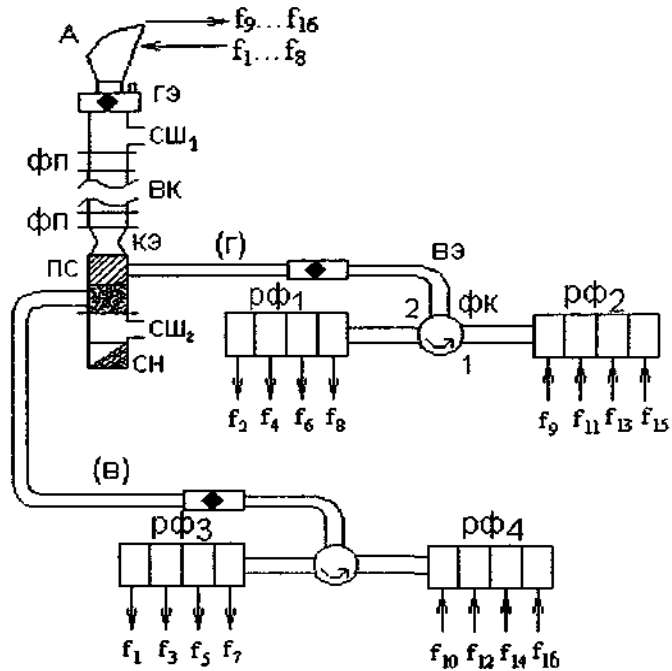 А
f9...f16
f1...f8
ГЭ
СШ1
ФП
ВК
ФП
КЭ
(Г)
ВЭ
ПС
рф1
2
ФК
рф2
СШ2
1
СН
f2 f4 f6 f8
f9 f11 f13 f15
(В)
рф3
рф4
f1 f3 f5 f7
f10 f12 f14 f16